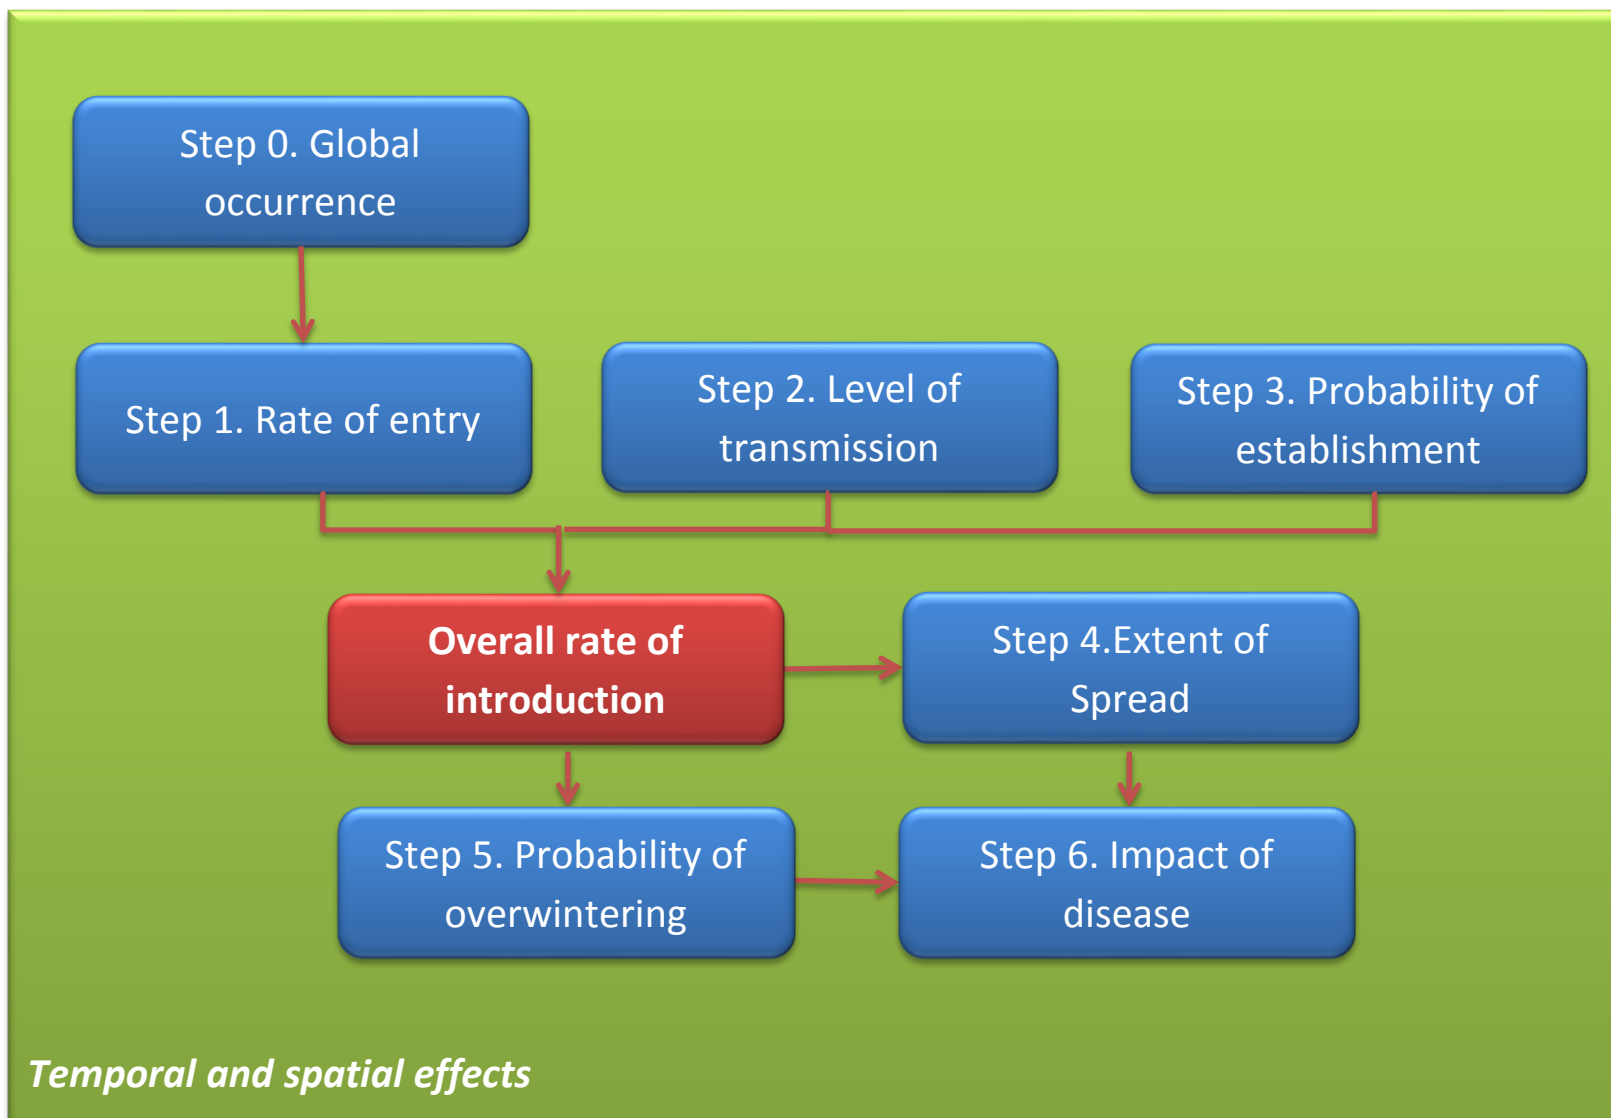 Step 0. Global
occurrence
Step 1. Rate of entry
Step 2. Level of
transmission
Step 3. Probability of
establishment
Overall rate of
introduction
Step 4.Extent of
Spread
Step 5. Probability of
overwintering
Step 6. Impact of
disease
Temporal and spatial effects